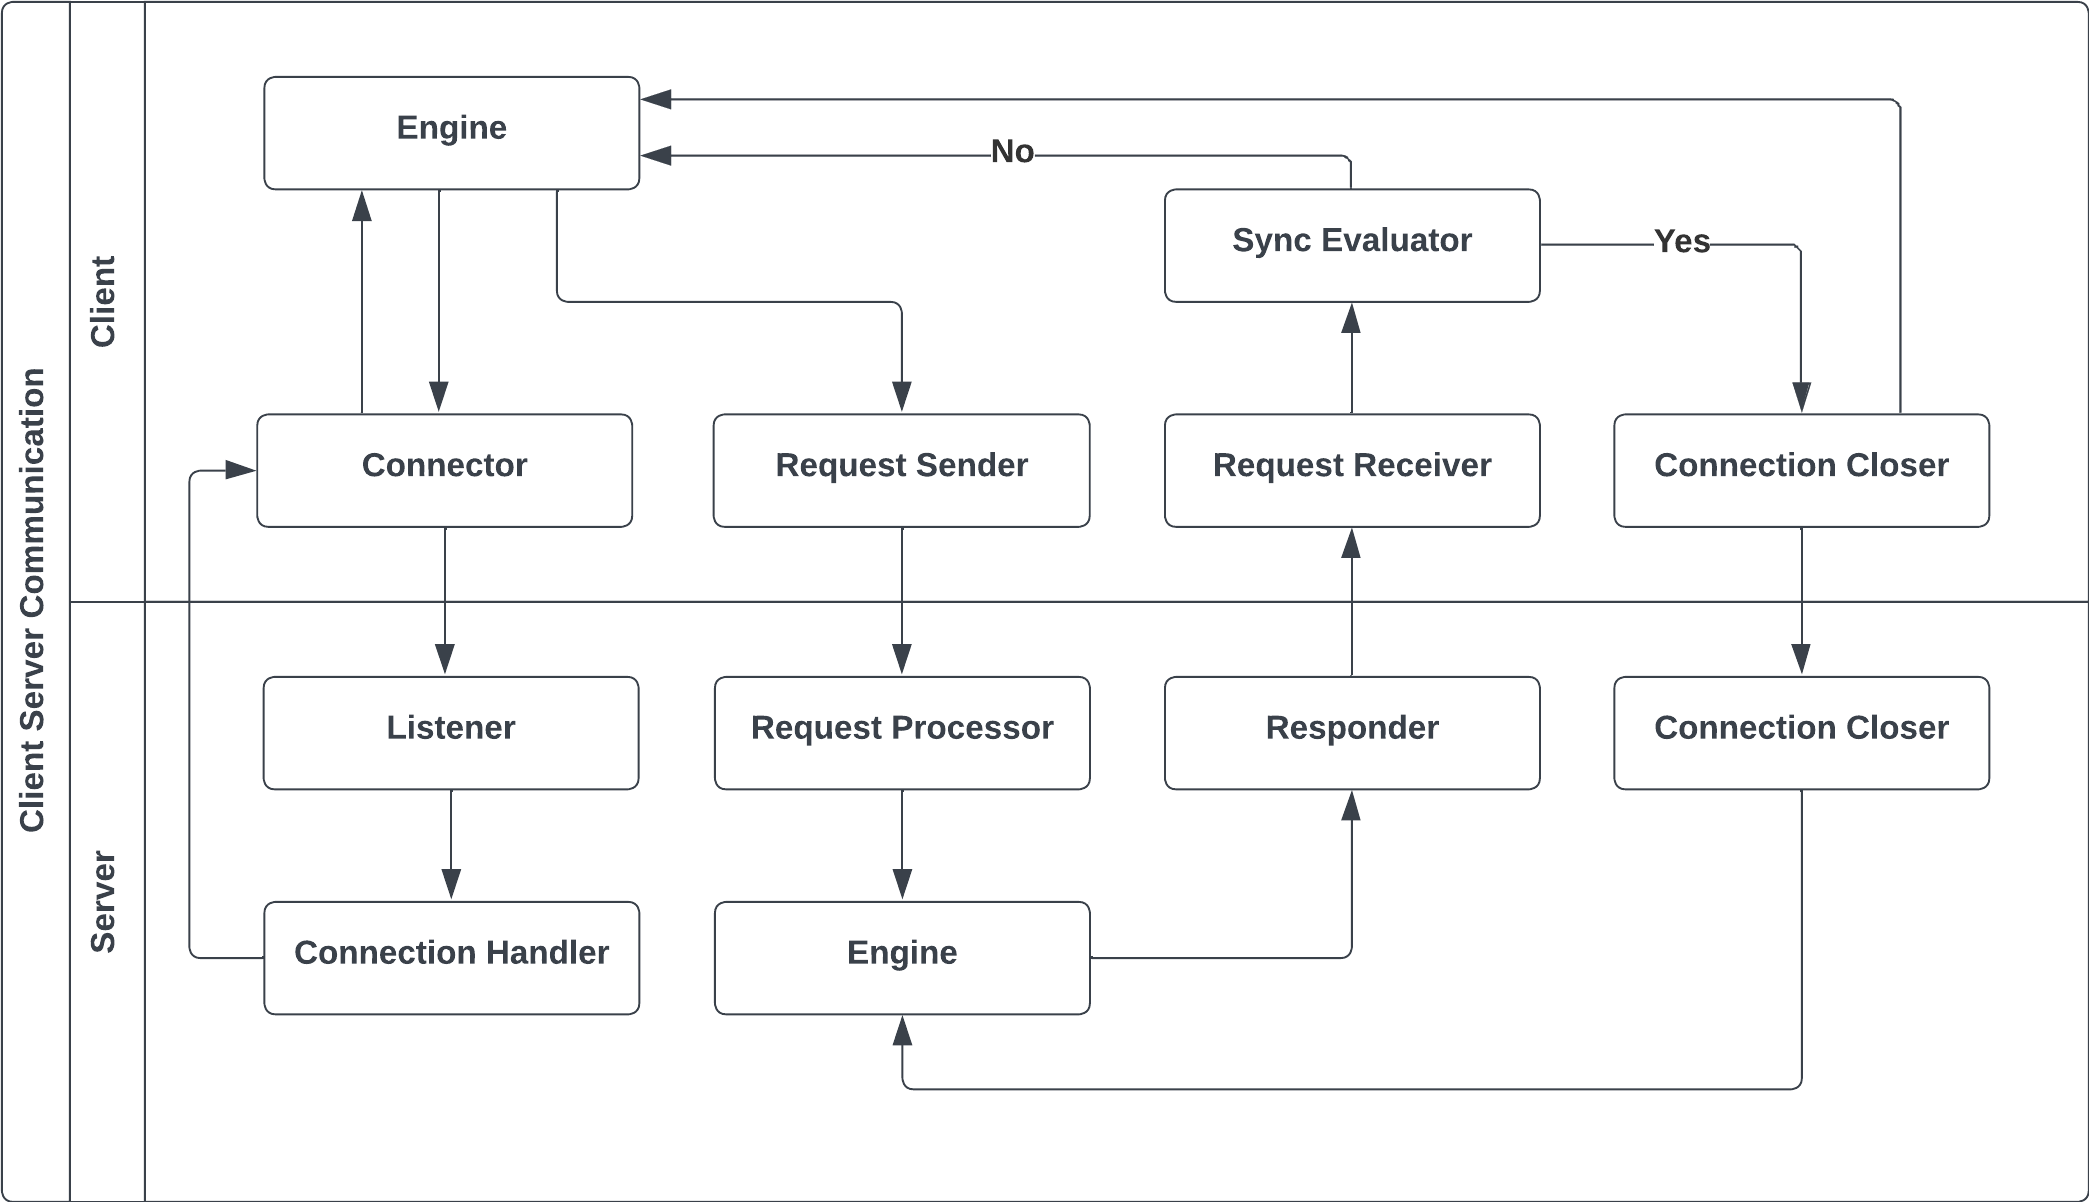 Client Server Communication
Client
Engine
No
Sync Evaluator
Yes
Connector
Request Sender
Request Receiver
Connection Closer
Server
Listener
Request Processor
Responder
Connection Closer
Connection Handler
Engine